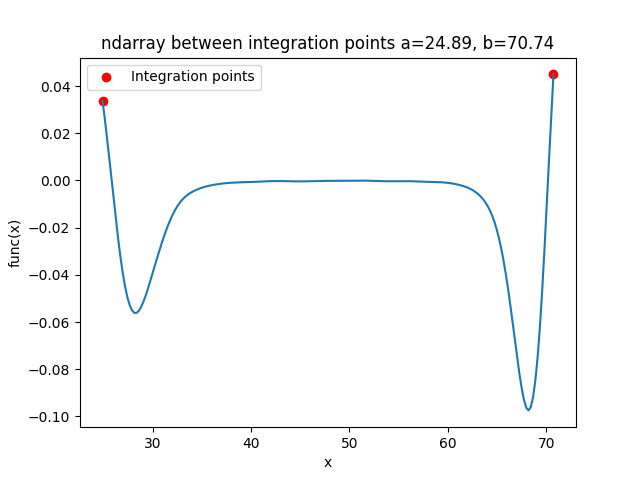 ndarray between integration points a=24.89, b=70.74
Integration points
0.04
0.02
0.00
−0.02
−0.04
−0.06
−0.08
−0.10
func(x)
30 40 50 60 70
x